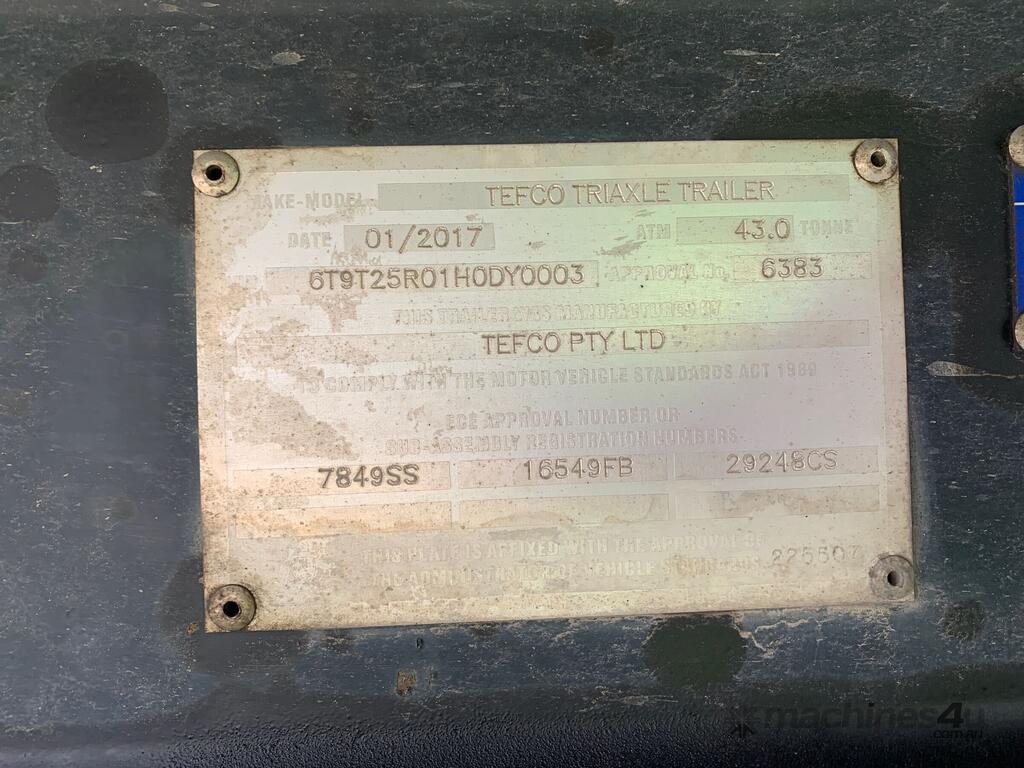 MAKE-MODEL TEFCO TRIAXLE TRAILER
DATE 01/2017 ATM 43.0 TONNE
6T9T25R01H0DY0003 APPROVAL No. 6383
THIS TRAILER WAS MANUFACTURED BY
TEFCO PTY LTD
TO COMPLY WITH THE MOTOR VEHICLE STANDARDS ACT 1989
ECE APPROVAL NUMBER OR
SUB-ASSEMBLY REGISTRATION NUMBERS
7849SS 16549FB 29248CS
THIS PLATE IS AFFIXED WITH THE APPROVAL OF
THE ADMINISTRATOR OF VEHICLE STANDARDS 225507
machines4u
.com.au